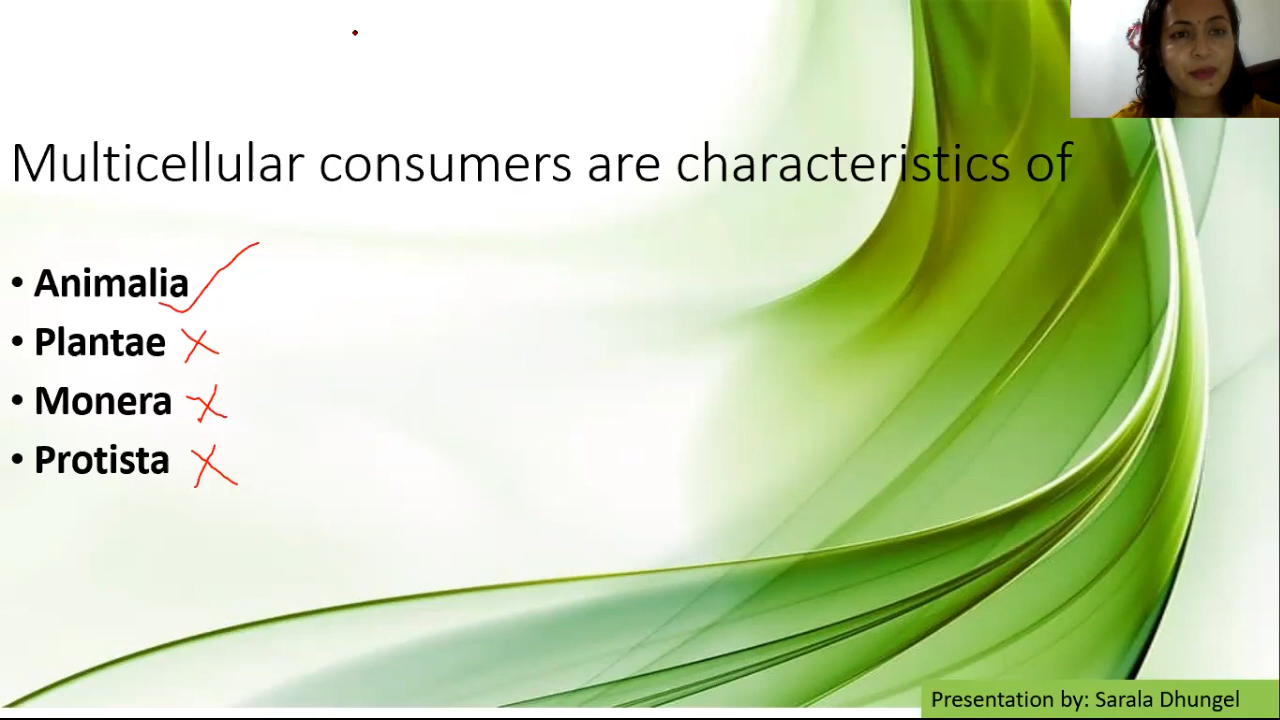 Multicellular consumers are characteristics of
• Animalia
• Plantae
• Monera
• Protista
Presentation by: Sarala Dhungel